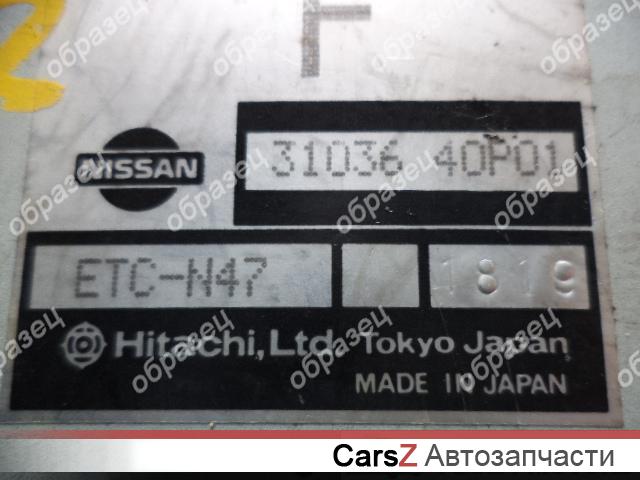 F
NISSAN
31036 40P01
ETC-N47
1819
Hitachi, Ltd. Tokyo Japan
MADE IN JAPAN
образец
CarsZ Автозапчасти